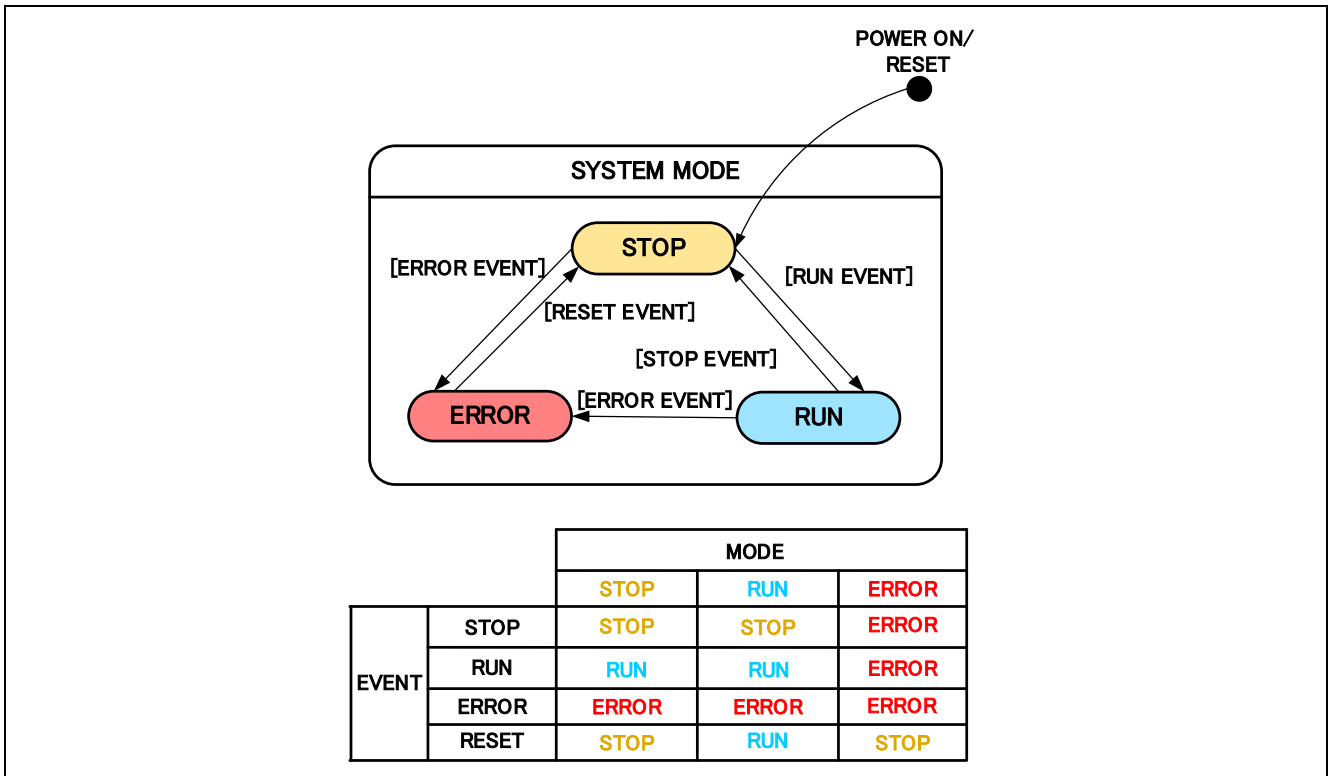 POWER ON/
RESET
SYSTEM MODE
STOP
[ERROR EVENT]
[RUN EVENT]
[RESET EVENT]
[STOP EVENT]
[ERROR EVENT]
ERROR
RUN
MODE
STOP RUN ERROR
EVENT
STOP STOP STOP ERROR
RUN RUN RUN ERROR
ERROR ERROR ERROR ERROR
RESET STOP RUN STOP